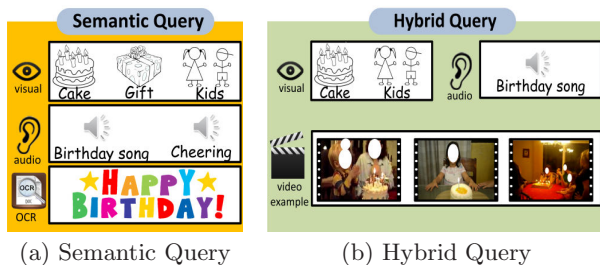 Semantic Query
visual
Cake Gift Kids
audio
Birthday song Cheering
OCR
OCR
HAPPY
BIRTHDAY!
(a) Semantic Query
Hybrid Query
visual
Cake Kids
audio
Birthday song
video
example
(b) Hybrid Query